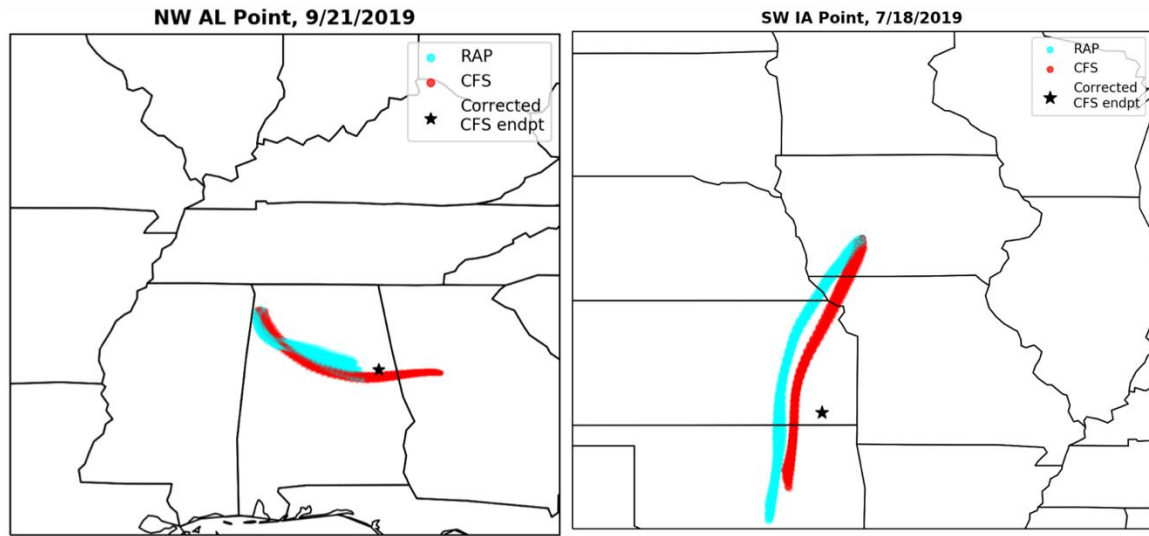 NW AL Point, 9/21/2019
RAP
CFS
Corrected
CFS endpt
SW IA Point, 7/18/2019
RAP
CFS
Corrected
CFS endpt